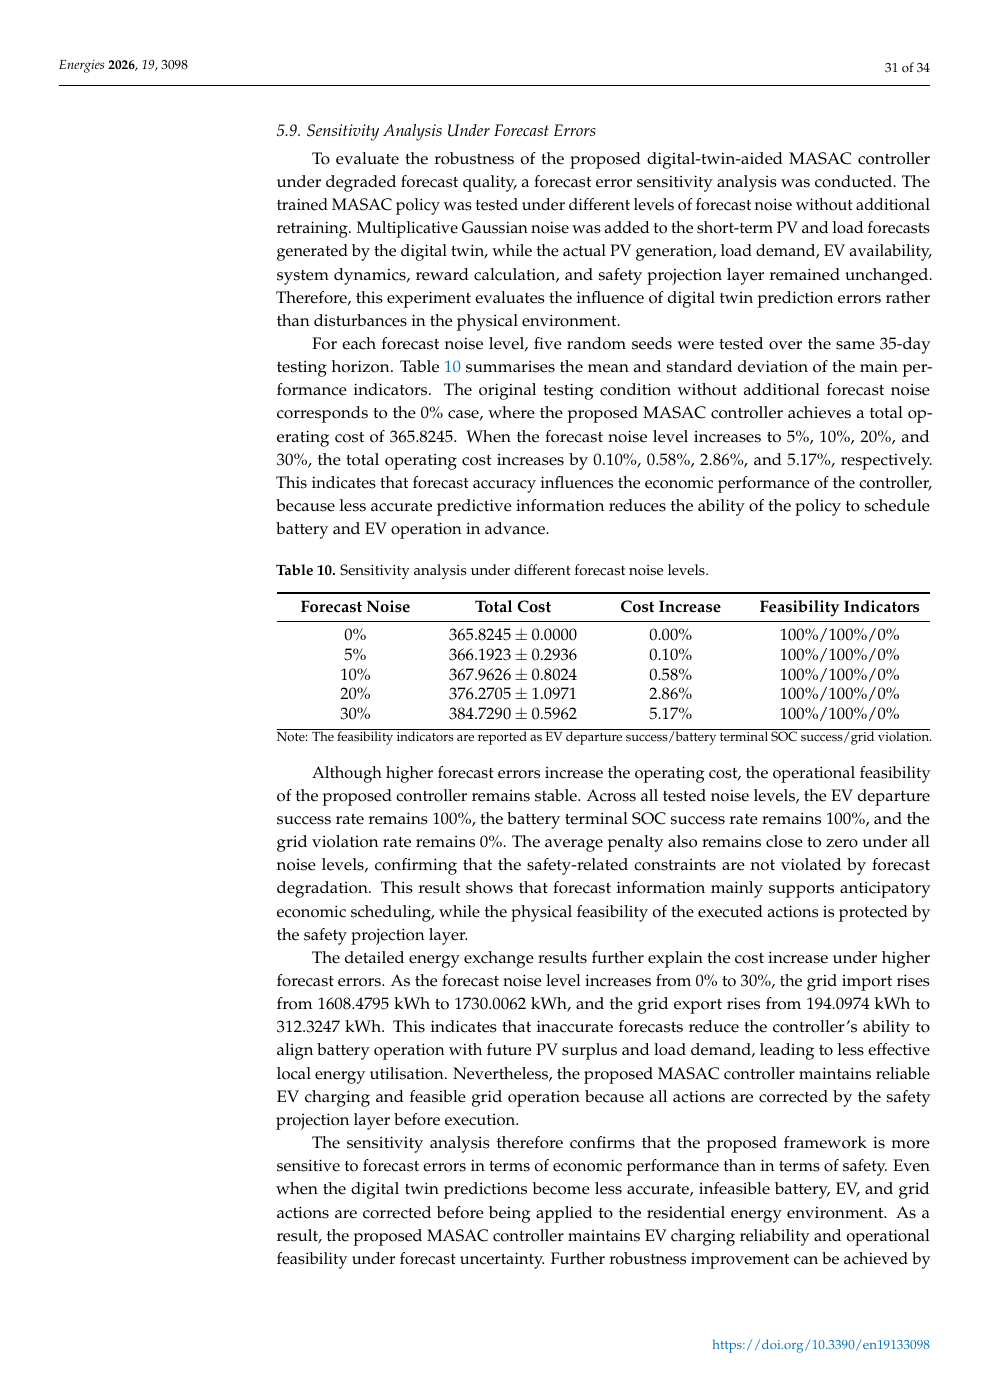 Energies 2026, 19, 3098
31 of 34
5.9. Sensitivity Analysis Under Forecast Errors
To evaluate the robustness of the proposed digital-twin-aided MASAC controller
under degraded forecast quality, a forecast error sensitivity analysis was conducted. The
trained MASAC policy was tested under different levels of forecast noise without additional
retraining. Multiplicative Gaussian noise was added to the short-term PV and load forecasts
generated by the digital twin, while the actual PV generation, load demand, EV availability,
system dynamics, reward calculation, and safety projection layer remained unchanged.
Therefore, this experiment evaluates the influence of digital twin prediction errors rather
than disturbances in the physical environment.
For each forecast noise level, five random seeds were tested over the same 35-day
testing horizon. Table 10 summarises the mean and standard deviation of the main per-
formance indicators. The original testing condition without additional forecast noise
corresponds to the 0% case, where the proposed MASAC controller achieves a total op-
erating cost of 365.8245. When the forecast noise level increases to 5%, 10%, 20%, and
30%, the total operating cost increases by 0.10%, 0.58%, 2.86%, and 5.17%, respectively.
This indicates that forecast accuracy influences the economic performance of the controller,
because less accurate predictive information reduces the ability of the policy to schedule
battery and EV operation in advance.
Table 10. Sensitivity analysis under different forecast noise levels.
Forecast Noise Total Cost Cost Increase Feasibility Indicators
0% 365.8245 ± 0.0000 0.00% 100%/100%/0%
5% 366.1923 ± 0.2936 0.10% 100%/100%/0%
10% 367.9626 ± 0.8024 0.58% 100%/100%/0%
20% 376.2705 ± 1.0971 2.86% 100%/100%/0%
30% 384.7290 ± 0.5962 5.17% 100%/100%/0%
Note: The feasibility indicators are reported as EV departure success/battery terminal SOC success/grid violation.
Although higher forecast errors increase the operating cost, the operational feasibility
of the proposed controller remains stable. Across all tested noise levels, the EV departure
success rate remains 100%, the battery terminal SOC success rate remains 100%, and the
grid violation rate remains 0%. The average penalty also remains close to zero under all
noise levels, confirming that the safety-related constraints are not violated by forecast
degradation. This result shows that forecast information mainly supports anticipatory
economic scheduling, while the physical feasibility of the executed actions is protected by
the safety projection layer.
The detailed energy exchange results further explain the cost increase under higher
forecast errors. As the forecast noise level increases from 0% to 30%, the grid import rises
from 1608.4795 kWh to 1730.0062 kWh, and the grid export rises from 194.0974 kWh to
312.3247 kWh. This indicates that inaccurate forecasts reduce the controller's ability to
align battery operation with future PV surplus and load demand, leading to less effective
local energy utilisation. Nevertheless, the proposed MASAC controller maintains reliable
EV charging and feasible grid operation because all actions are corrected by the safety
projection layer before execution.
The sensitivity analysis therefore confirms that the proposed framework is more
sensitive to forecast errors in terms of economic performance than in terms of safety. Even
when the digital twin predictions become less accurate, infeasible battery, EV, and grid
actions are corrected before being applied to the residential energy environment. As a
result, the proposed MASAC controller maintains EV charging reliability and operational
feasibility under forecast uncertainty. Further robustness improvement can be achieved by
https://doi.org/10.3390/en19133098